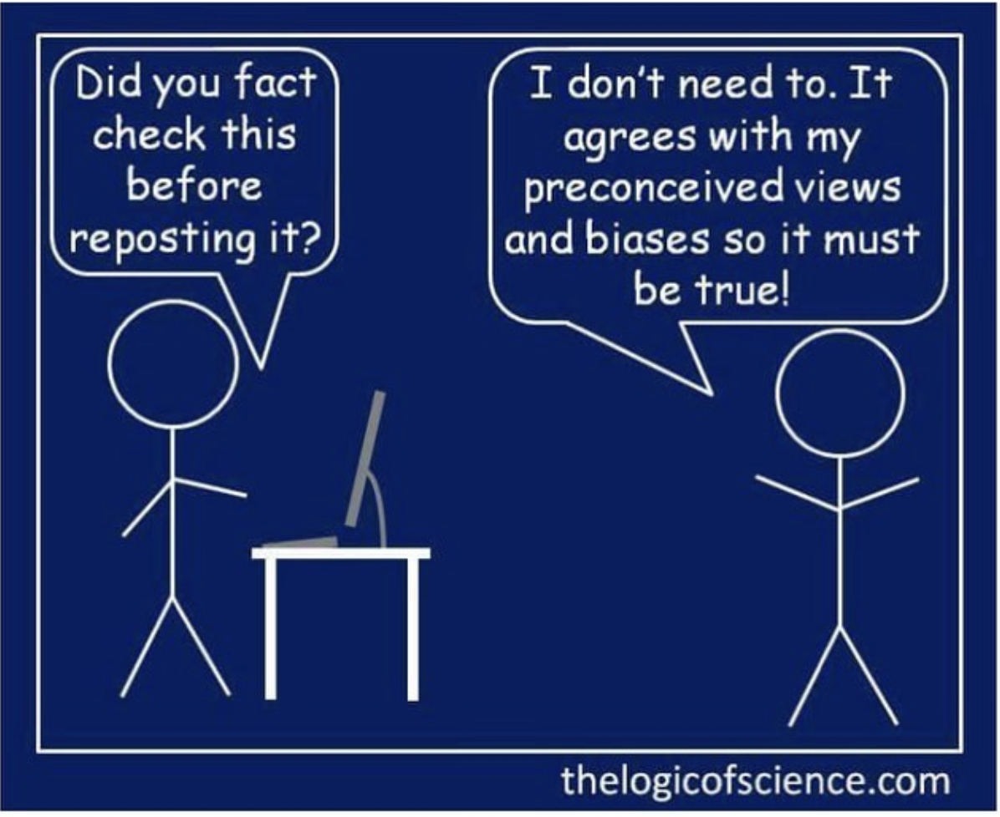 Did you fact
check this
before
reposting it?
I don't need to. It
agrees with my
preconceived views
and biases so it must
be true!
thelogicofscience.com